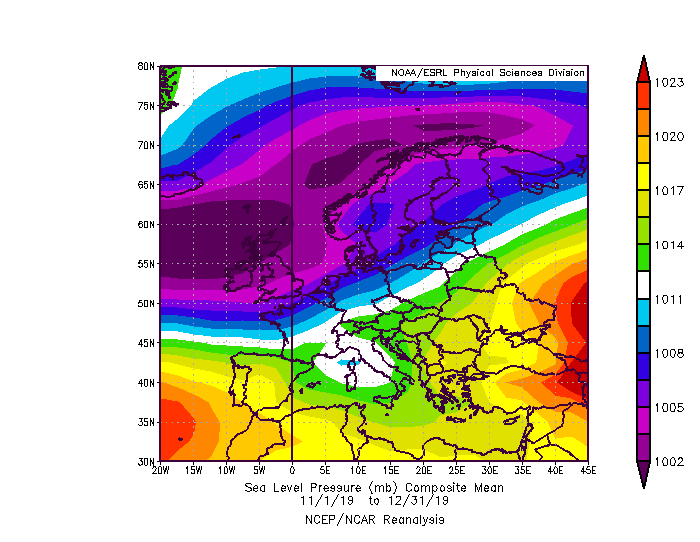 NOAA/ESRL Physical Sciences Division
80N
75N
70N
65N
60N
55N
50N
45N
40N
35N
30N
20W 15W 10W 5W 0 5E 10E 15E 20E 25E 30E 35E 40E 45E
1023
1020
1017
1014
1011
1008
1005
1002
Sea Level Pressure (mb) Composite Mean
11/1/19 to 12/31/19
NCEP/NCAR Reanalysis